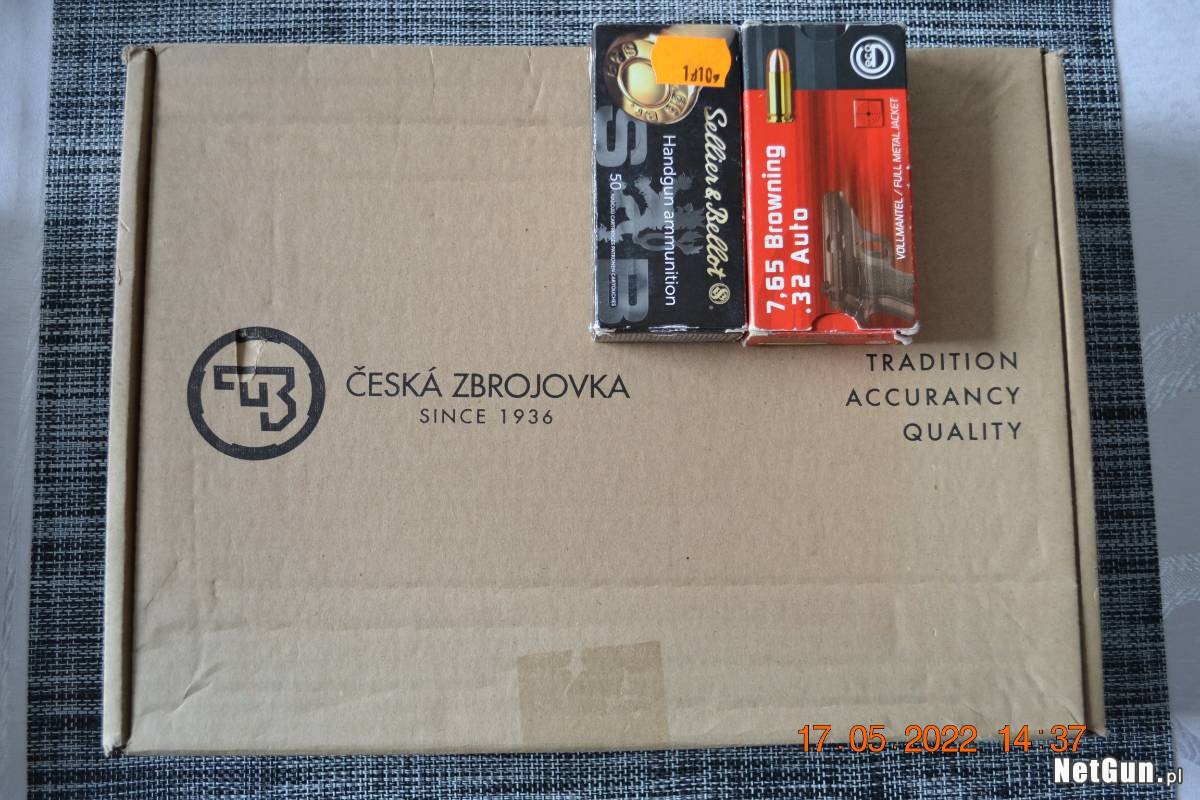 Sellier & Bellot
Handgun ammunition
S&B
7,65 Browning
.32 Auto
VOLLMANTEL / FULL METAL JACKET
GECO
ČESKÁ ZBROJOVKA
SINCE 1936
TRADITION
ACCURANCY
QUALITY
17.05.2022 14:37
NetGun.pl